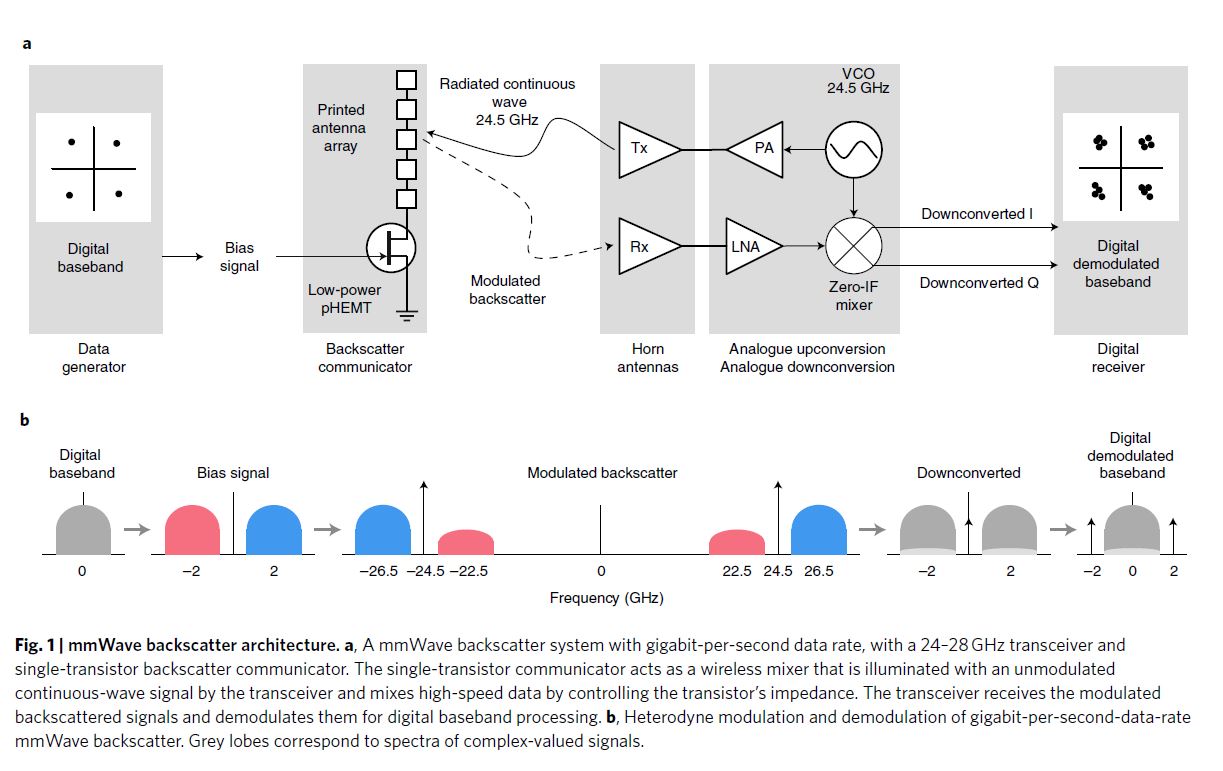 a
Digital
baseband
Data
generator
Bias
signal
Printed
antenna
array
Low-power
pHEMT
Backscatter
communicator
Radiated continuous
wave
24.5 GHz
Modulated
backscatter
Tx
Rx
Horn
antennas
PA
LNA
VCO
24.5 GHz
Zero-IF
mixer
Analogue upconversion
Analogue downconversion
Downconverted I
Downconverted Q
Digital
demodulated
baseband
Digital
receiver
b
Digital
baseband
Bias signal
Modulated backscatter
Downconverted
Digital
demodulated
baseband
0
–2
2
–26.5 –24.5 –22.5
0
22.5 24.5 26.5
–2
2
–2 0 2
Frequency (GHz)
Fig. 1 | mmWave backscatter architecture. a, A mmWave backscatter system with gigabit-per-second data rate, with a 24–28 GHz transceiver and
single-transistor backscatter communicator. The single-transistor communicator acts as a wireless mixer that is illuminated with an unmodulated
continuous-wave signal by the transceiver and mixes high-speed data by controlling the transistor’s impedance. The transceiver receives the modulated
backscattered signals and demodulates them for digital baseband processing. b, Heterodyne modulation and demodulation of gigabit-per-second-data-rate
mmWave backscatter. Grey lobes correspond to spectra of complex-valued signals.